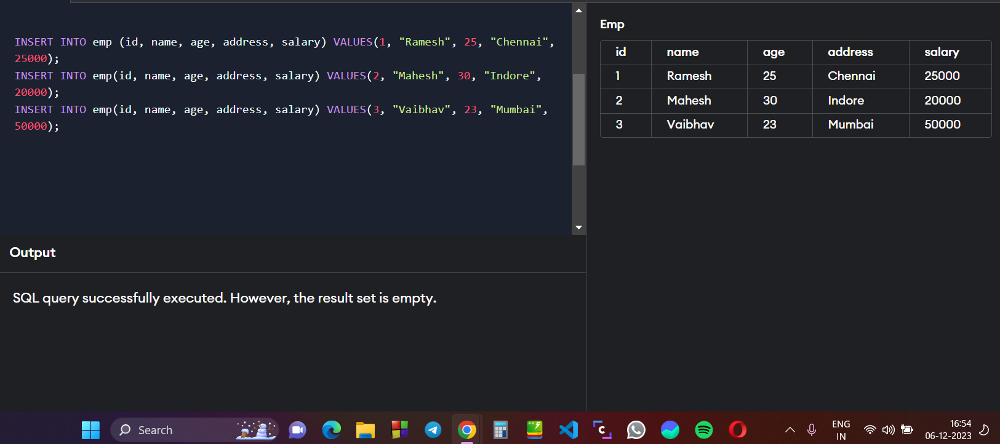 INSERT INTO emp (id, name, age, address, salary) VALUES(1, "Ramesh", 25, "Chennai",
25000);
INSERT INTO emp(id, name, age, address, salary) VALUES(2, "Mahesh", 30, "Indore",
20000);
INSERT INTO emp(id, name, age, address, salary) VALUES(3, "Vaibhav", 23, "Mumbai",
50000);
Output
SQL query successfully executed. However, the result set is empty.
Emp
id name age address salary
1 Ramesh 25 Chennai 25000
2 Mahesh 30 Indore 20000
3 Vaibhav 23 Mumbai 50000
Search
ENG
IN
16:54
06-12-2023